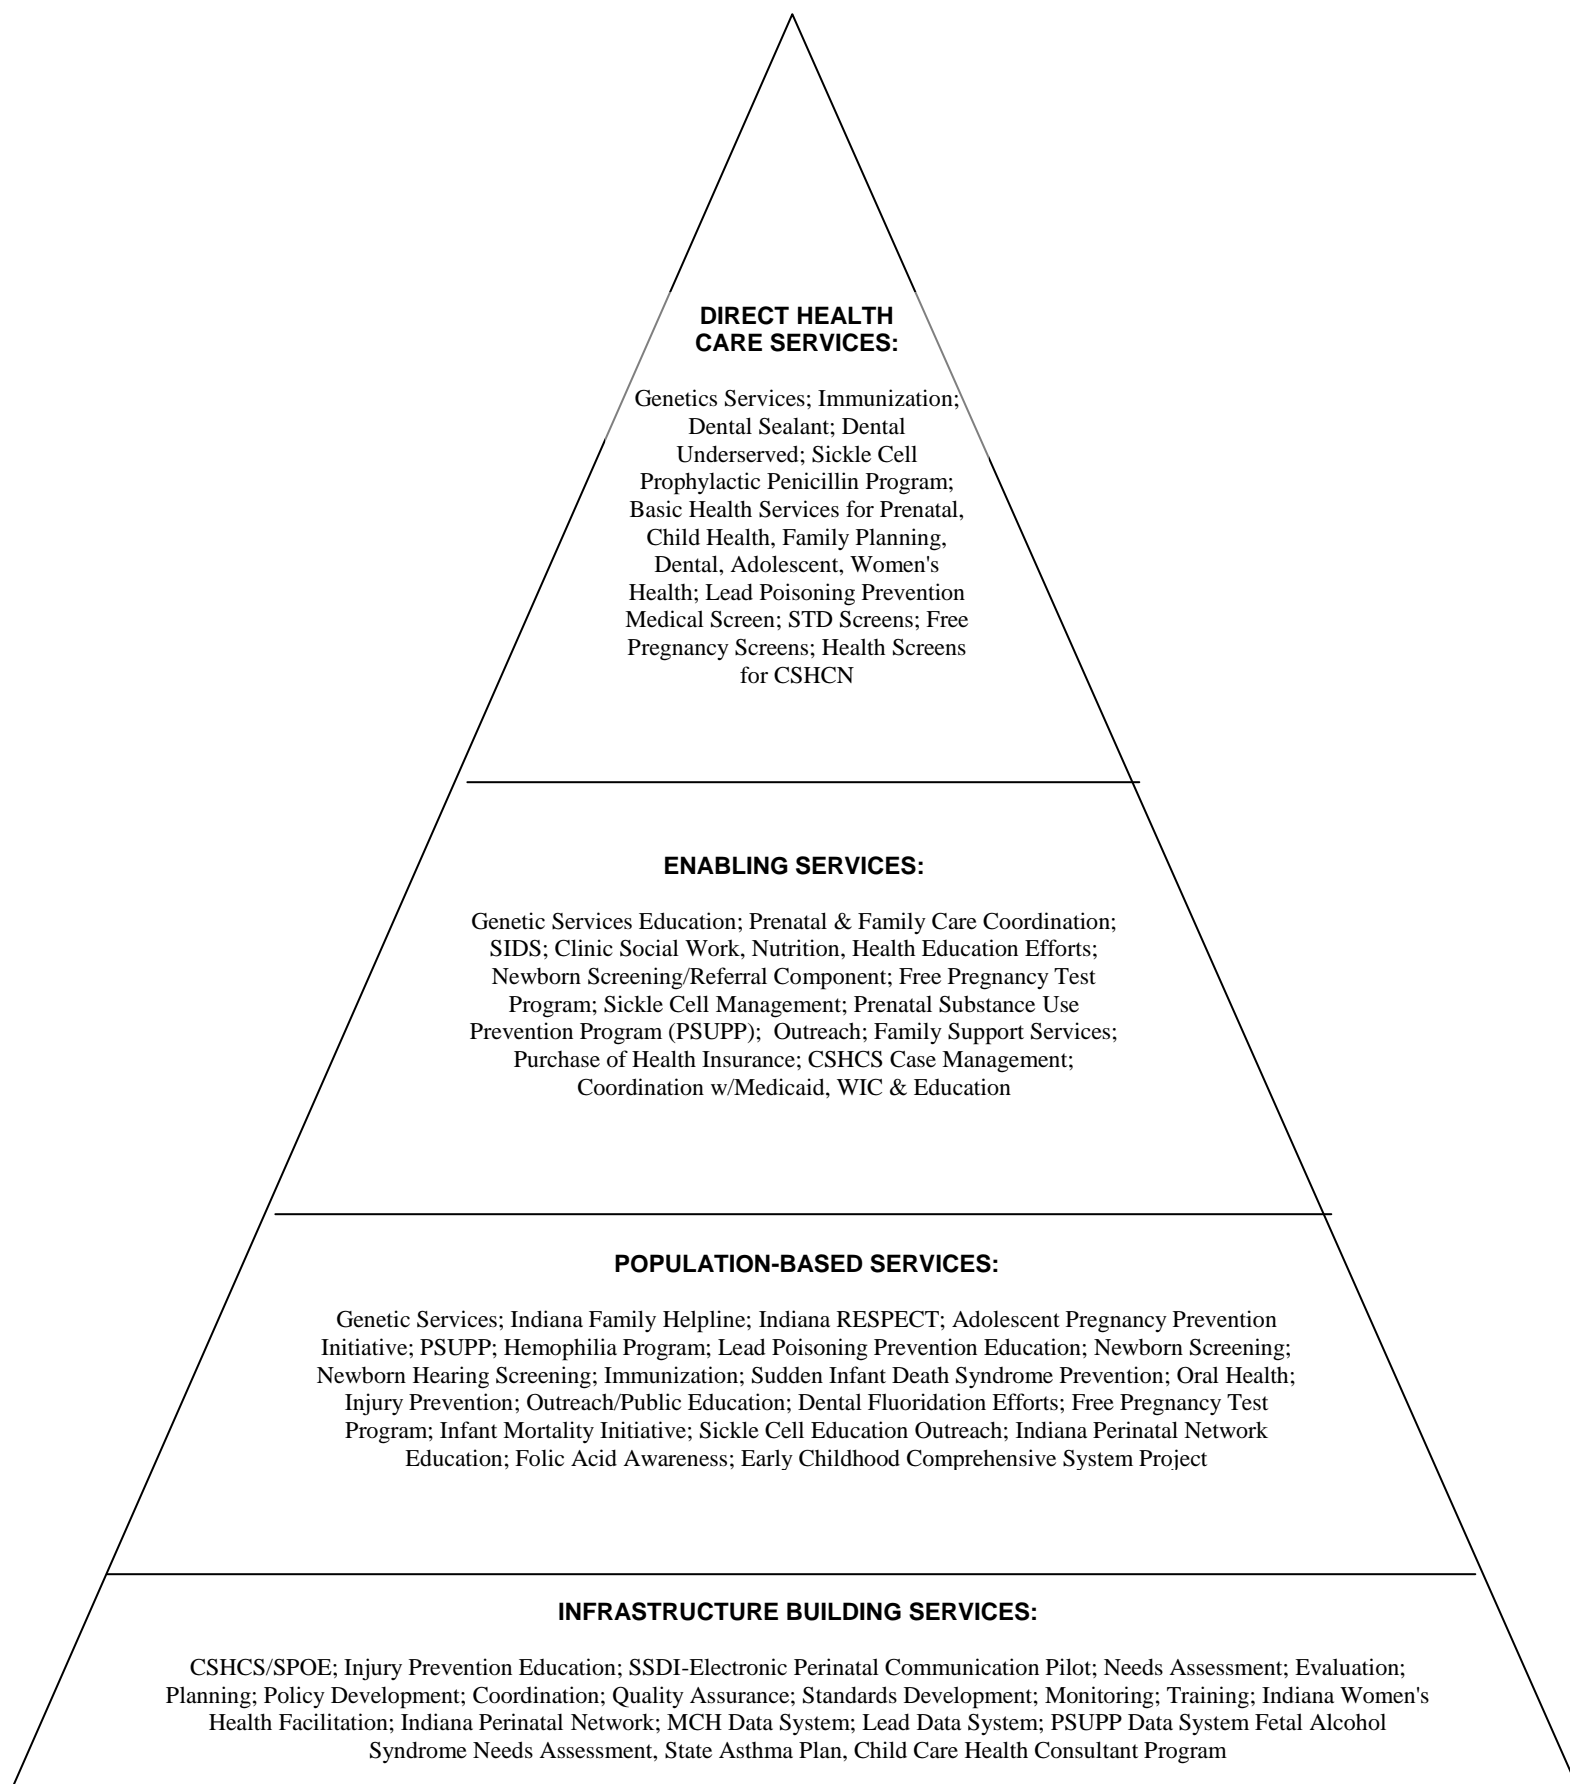 DIRECT HEALTH
CARE SERVICES:
Genetics Services; Immunization;
Dental Sealant; Dental
Underserved; Sickle Cell
Prophylactic Penicillin Program;
Basic Health Services for Prenatal,
Child Health, Family Planning,
Dental, Adolescent, Women's
Health; Lead Poisoning Prevention
Medical Screen; STD Screens; Free
Pregnancy Screens; Health Screens
for CSHCN
ENABLING SERVICES:
Genetic Services Education; Prenatal & Family Care Coordination;
SIDS; Clinic Social Work, Nutrition, Health Education Efforts;
Newborn Screening/Referral Component; Free Pregnancy Test
Program; Sickle Cell Management; Prenatal Substance Use
Prevention Program (PSUPP);  Outreach; Family Support Services;
Purchase of Health Insurance; CSHCS Case Management;
Coordination w/Medicaid, WIC & Education
POPULATION-BASED SERVICES:
Genetic Services; Indiana Family Helpline; Indiana RESPECT; Adolescent Pregnancy Prevention
Initiative; PSUPP; Hemophilia Program; Lead Poisoning Prevention Education; Newborn Screening;
Newborn Hearing Screening; Immunization; Sudden Infant Death Syndrome Prevention; Oral Health;
Injury Prevention; Outreach/Public Education; Dental Fluoridation Efforts; Free Pregnancy Test
Program; Infant Mortality Initiative; Sickle Cell Education Outreach; Indiana Perinatal Network
Education; Folic Acid Awareness; Early Childhood Comprehensive System Project
INFRASTRUCTURE BUILDING SERVICES:
CSHCS/SPOE; Injury Prevention Education; SSDI-Electronic Perinatal Communication Pilot; Needs Assessment; Evaluation;
Planning; Policy Development; Coordination; Quality Assurance; Standards Development; Monitoring; Training; Indiana Women's
Health Facilitation; Indiana Perinatal Network; MCH Data System; Lead Data System; PSUPP Data System Fetal Alcohol
Syndrome Needs Assessment, State Asthma Plan, Child Care Health Consultant Program